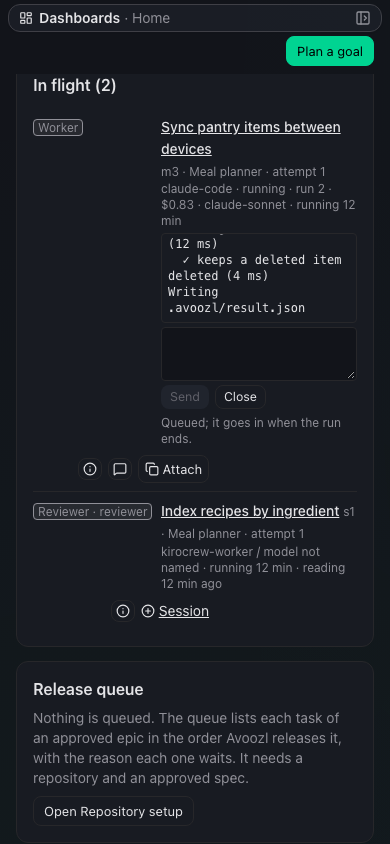 Dashboards · Home
Plan a goal
In flight (2)
Worker
Sync pantry items between
devices
m3 · Meal planner · attempt 1
claude-code · running · run 2 ·
$0.83 · claude-sonnet · running 12
min
(12 ms)
✓ keeps a deleted item
deleted (4 ms)
Writing
.avoozl/result.json
Send
Close
Queued; it goes in when the run
ends.
Attach
Reviewer · reviewer
Index recipes by ingredient s1
· Meal planner · attempt 1
kirocrew-worker / model not
named · running 12 min · reading
12 min ago
Session
Release queue
Nothing is queued. The queue lists each task of
an approved epic in the order Avoozl releases it,
with the reason each one waits. It needs a
repository and an approved spec.
Open Repository setup